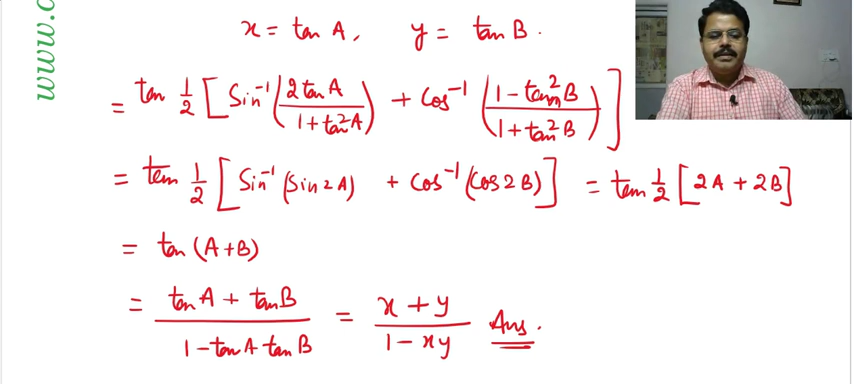 www.
x = tan A, y = tan B.
= tan 1/2 [ Sin⁻¹ ( 2 tan A / 1 + tan²A ) + Cos⁻¹ ( 1 - tan²B / 1 + tan²B ) ]
= tan 1/2 [ Sin⁻¹ (Sin 2A) + Cos⁻¹ (Cos 2B) ] = tan 1/2 [ 2A + 2B ]
= tan (A+B)
= tan A + tan B / 1 - tan A tan B = x + y / 1 - xy Ans.